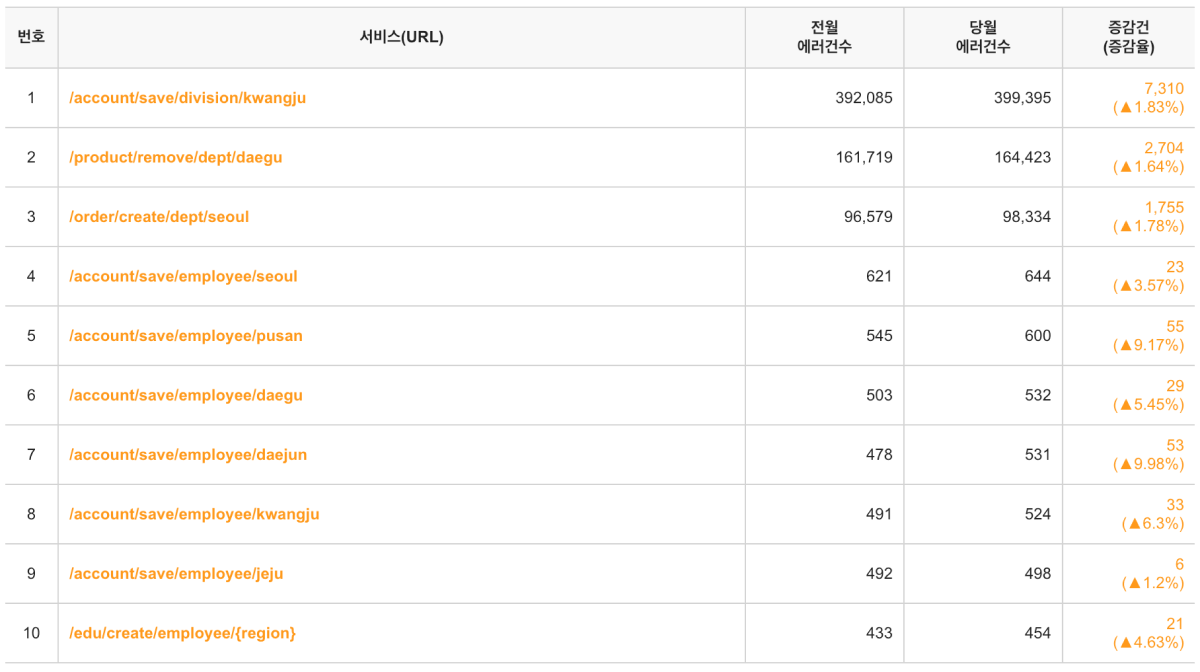 번호 서비스(URL) 전월 에러건수 당월 에러건수 증감건 (증감율)
1 /account/save/division/kwangju 392,085 399,395 7,310 (▲1.83%)
2 /product/remove/dept/daegu 161,719 164,423 2,704 (▲1.64%)
3 /order/create/dept/seoul 96,579 98,334 1,755 (▲1.78%)
4 /account/save/employee/seoul 621 644 23 (▲3.57%)
5 /account/save/employee/pusan 545 600 55 (▲9.17%)
6 /account/save/employee/daegu 503 532 29 (▲5.45%)
7 /account/save/employee/daejun 478 531 53 (▲9.98%)
8 /account/save/employee/kwangju 491 524 33 (▲6.3%)
9 /account/save/employee/jeju 492 498 6 (▲1.2%)
10 /edu/create/employee/{region} 433 454 21 (▲4.63%)